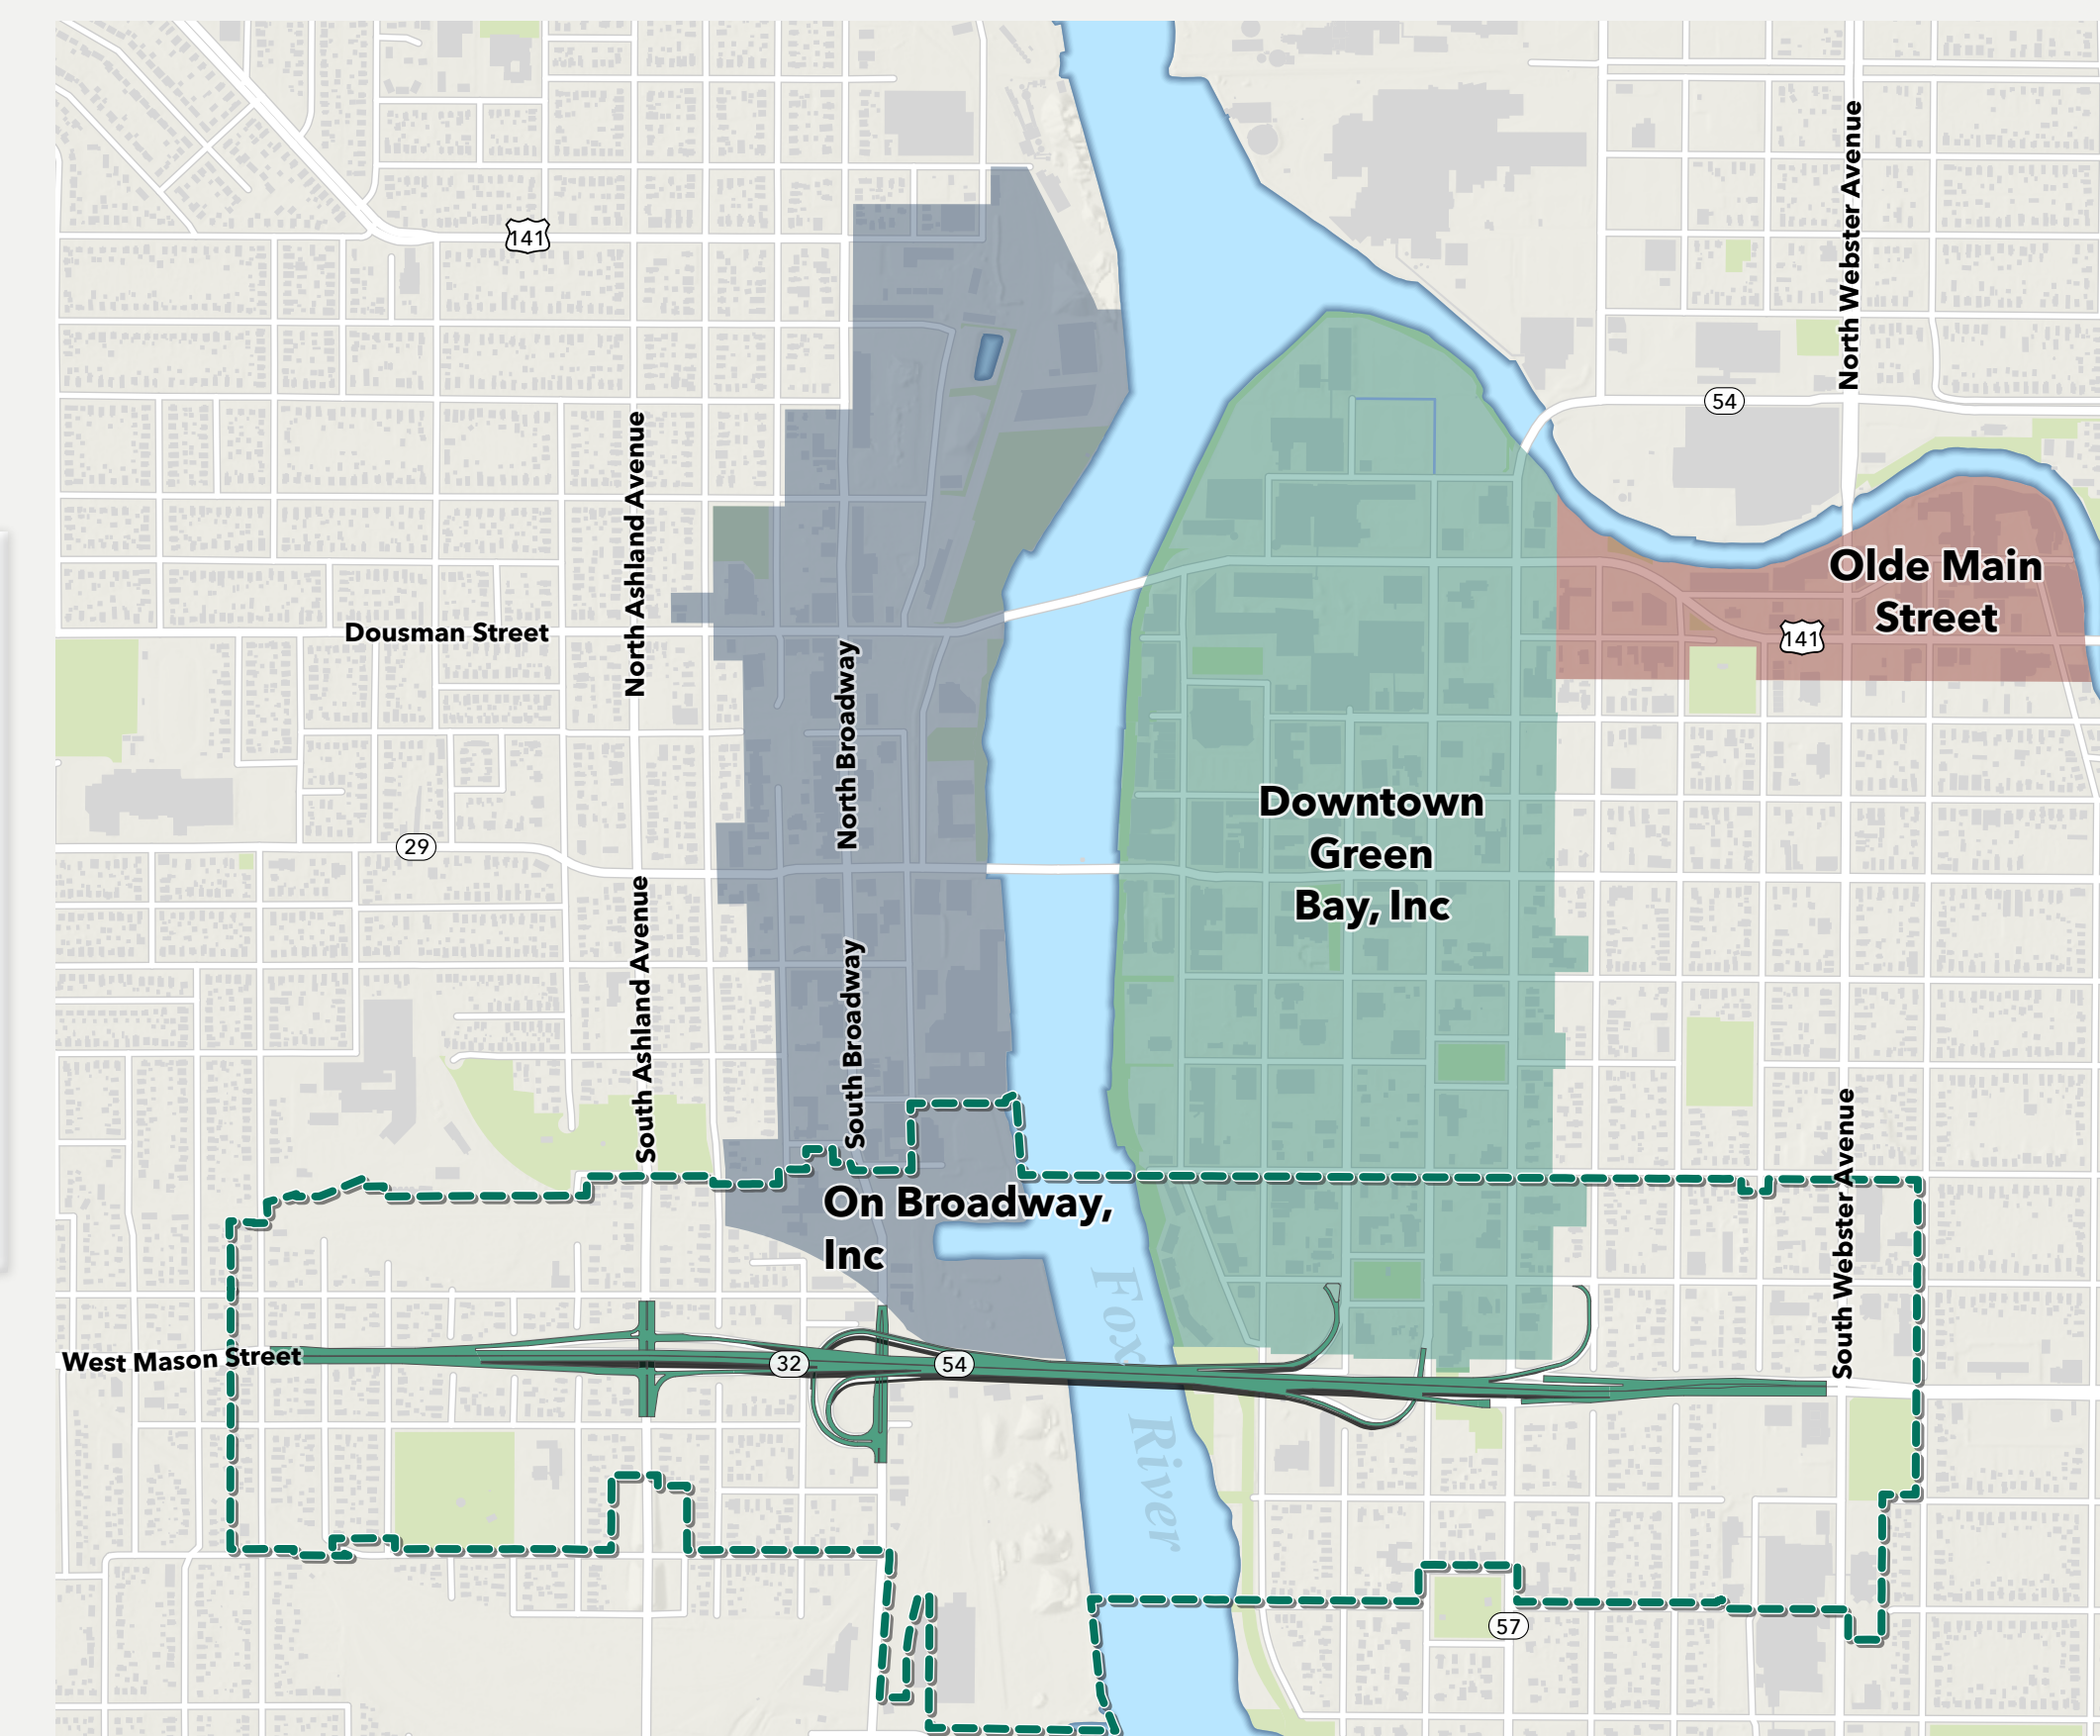 North Webster Avenue
141
54
North Ashland Avenue
Olde Main
Street
Dousman Street
141
North Broadway
Downtown
Green
Bay, Inc
29
South Ashland Avenue
South Broadway
South Webster Avenue
On Broadway,
Inc
Fox River
West Mason Street
32
54
57